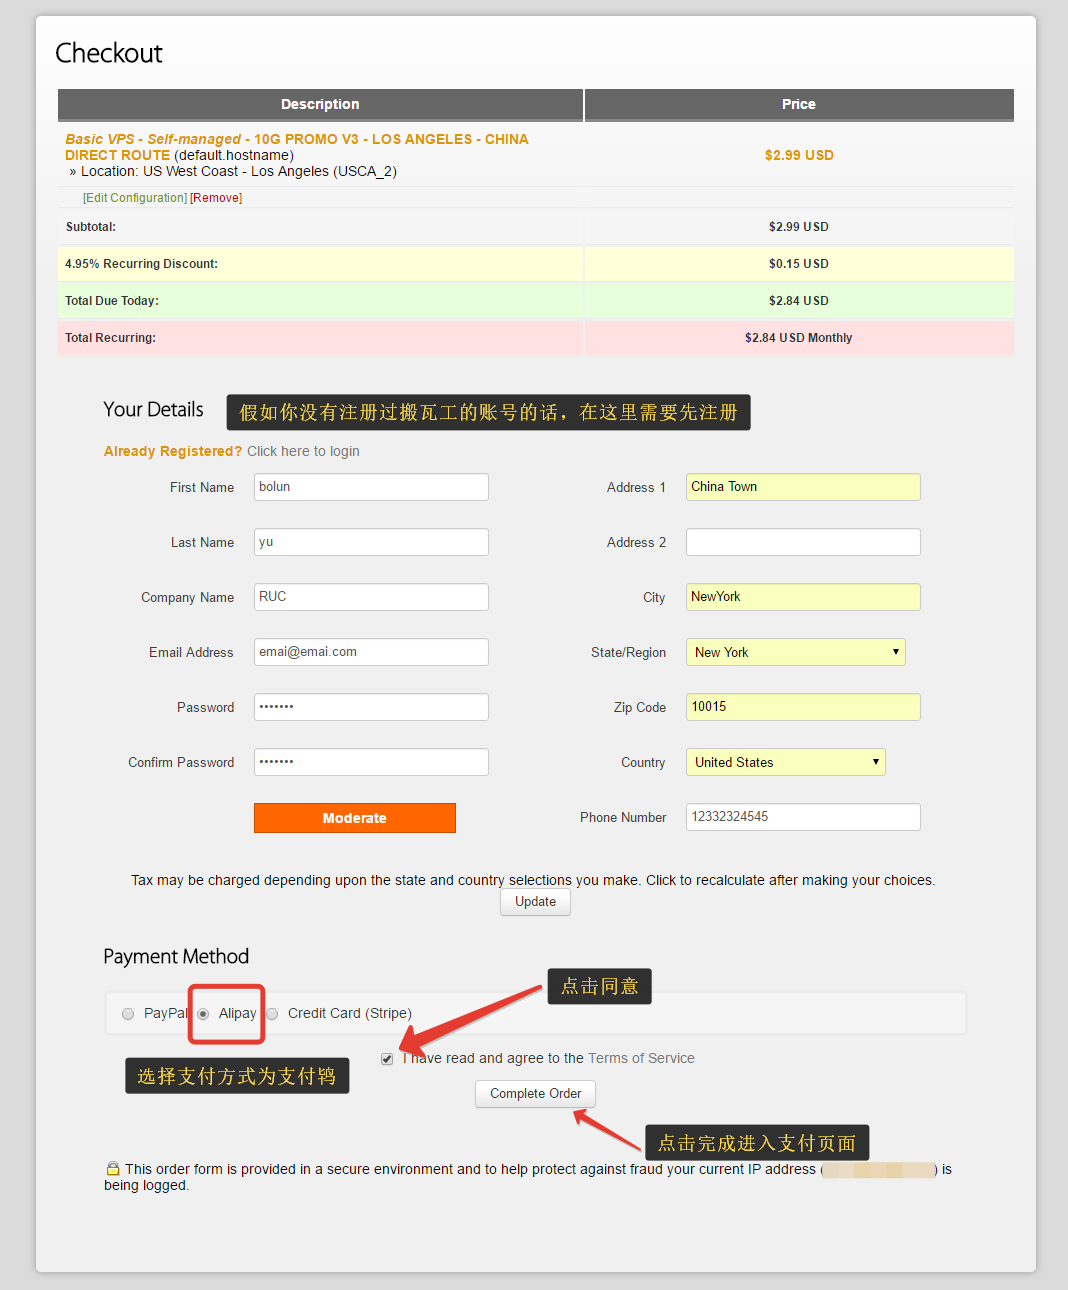 Checkout
Description Price
Basic VPS - Self-managed - 10G PROMO V3 - LOS ANGELES - CHINA
DIRECT ROUTE (default.hostname) $2.99 USD
» Location: US West Coast - Los Angeles (USCA_2)
[Edit Configuration] [Remove]
Subtotal: $2.99 USD
4.95% Recurring Discount: $0.15 USD
Total Due Today: $2.84 USD
Total Recurring: $2.84 USD Monthly
Your Details 假如你没有注册过搬瓦工的账号的话，在这里需要先注册
Already Registered? Click here to login
First Name bolun Address 1 China Town
Last Name yu Address 2
Company Name RUC City NewYork
Email Address emai@emai.com State/Region New York
Password ••••••• Zip Code 10015
Confirm Password ••••••• Country United States
Moderate Phone Number 12332324545
Tax may be charged depending upon the state and country selections you make. Click to recalculate after making your choices.
Update
Payment Method
点击同意
PayPal Alipay Credit Card (Stripe)
I have read and agree to the Terms of Service
选择支付方式为支付鸨
Complete Order
点击完成进入支付页面
This order form is provided in a secure environment and to help protect against fraud your current IP address ( ) is
being logged.